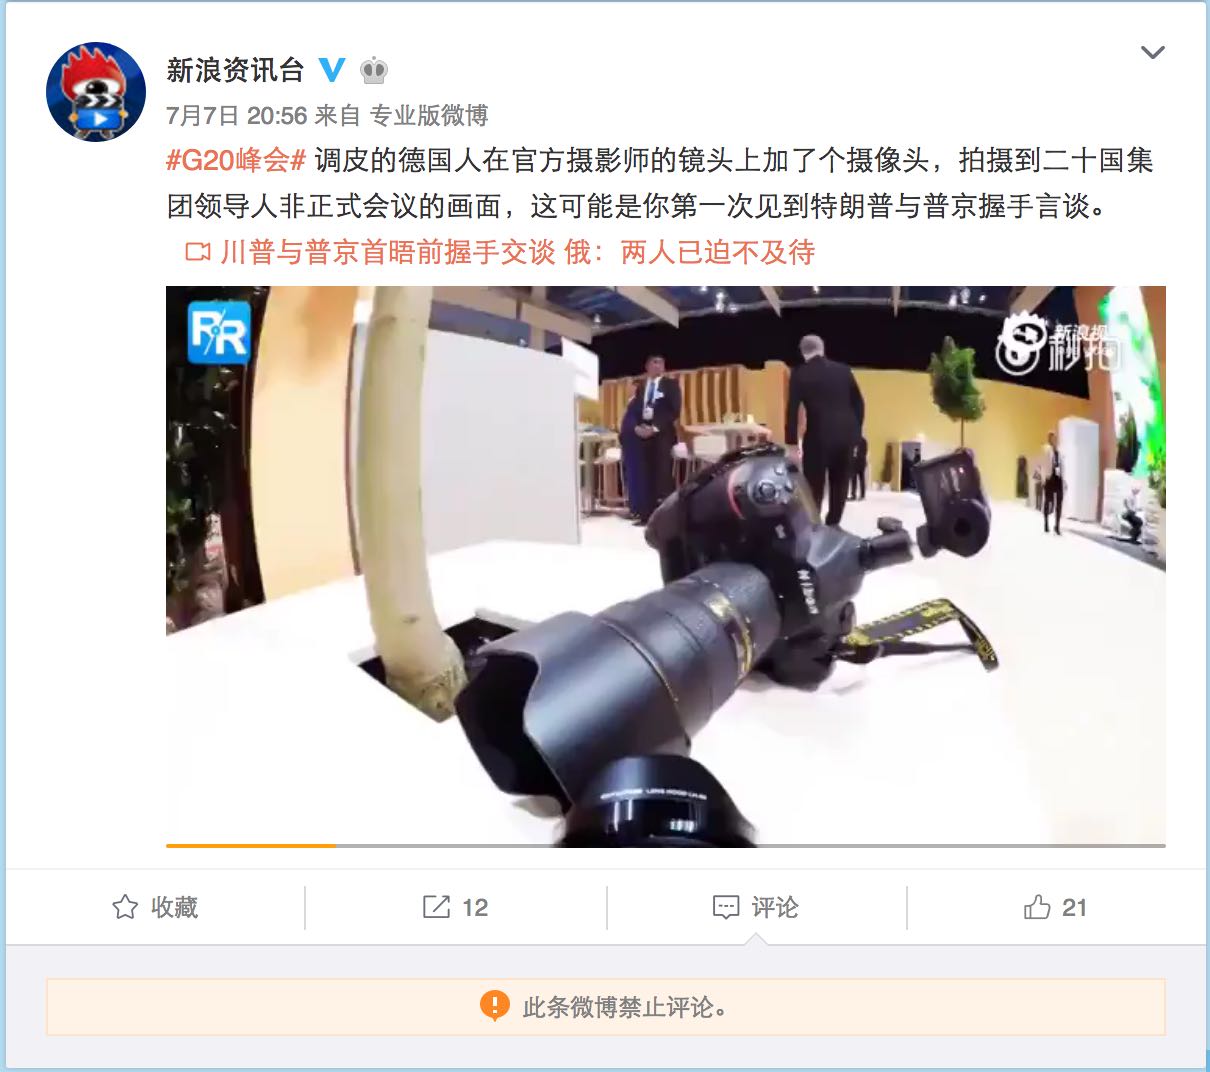 新浪资讯台
7月7日 20:56 来自 专业版微博
#G20峰会# 调皮的德国人在官方摄影师的镜头上加了个摄像头，拍摄到二十国集
团领导人非正式会议的画面，这可能是你第一次见到特朗普与普京握手言谈。
川普与普京首晤前握手交谈 俄：两人已迫不及待
R/R
新浪视频
秒拍
Nikon
收藏
12
评论
21
此条微博禁止评论。